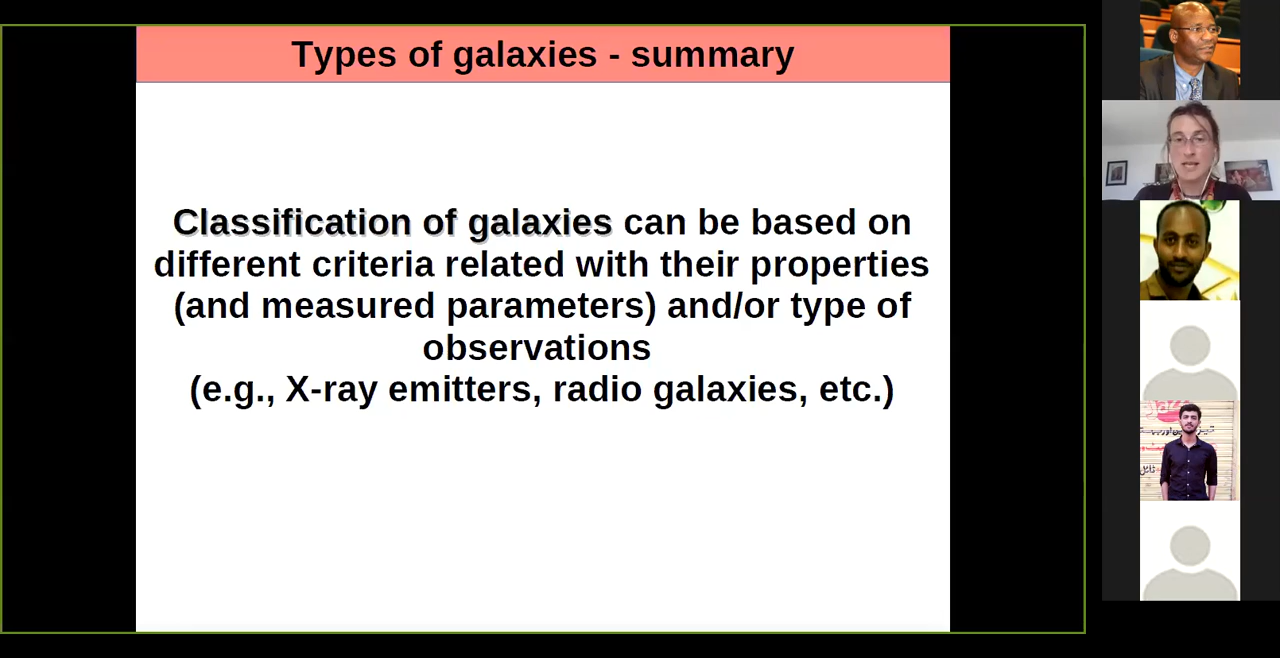 Types of galaxies - summary
Classification of galaxies can be based on
different criteria related with their properties
(and measured parameters) and/or type of
observations
(e.g., X-ray emitters, radio galaxies, etc.)